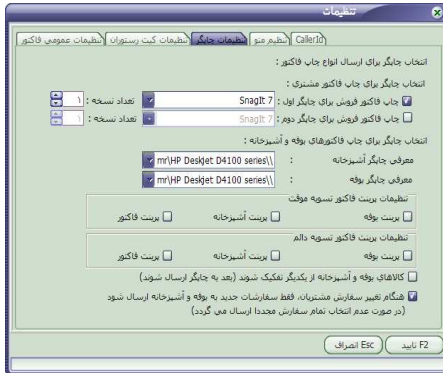 تنظیمات
CallerId تنظیم منو تنظیمات چاپگر تنظیمات کیت رستوران تنظیمات عمومی فاکتور
انتخاب چاپگر برای ارسال انواع چاپ فاکتور :
انتخاب چاپگر برای چاپ فاکتور مشتری :
چاپ فاکتور فروش برای چاپگر اول : SnagIt 7 تعداد نسخه : ۱
چاپ فاکتور فروش برای چاپگر دوم : SnagIt 7 تعداد نسخه : ۱
انتخاب چاپگر برای چاپ فاکتورهای بوفه و آشپزخانه :
معرفی چاپگر آشپزخانه : mr\HP Deskjet D4100 series\\
معرفی چاپگر بوفه : mr\HP Deskjet D4100 series\\
تنظیمات پرینت فاکتور تسویه موقت
پرینت بوفه پرینت آشپزخانه پرینت فاکتور
تنظیمات پرینت فاکتور تسویه دائم
پرینت بوفه پرینت آشپزخانه پرینت فاکتور
کالاهای بوفه و آشپزخانه از یکدیگر تفکیک شوند (بعد به چاپگر ارسال شوند)
هنگام تغییر سفارش مشتریان، فقط سفارشات جدید به بوفه و آشپزخانه ارسال شود
(در صورت عدم انتخاب تمام سفارش مجددا ارسال می گردد)
F2 تایید Esc انصراف